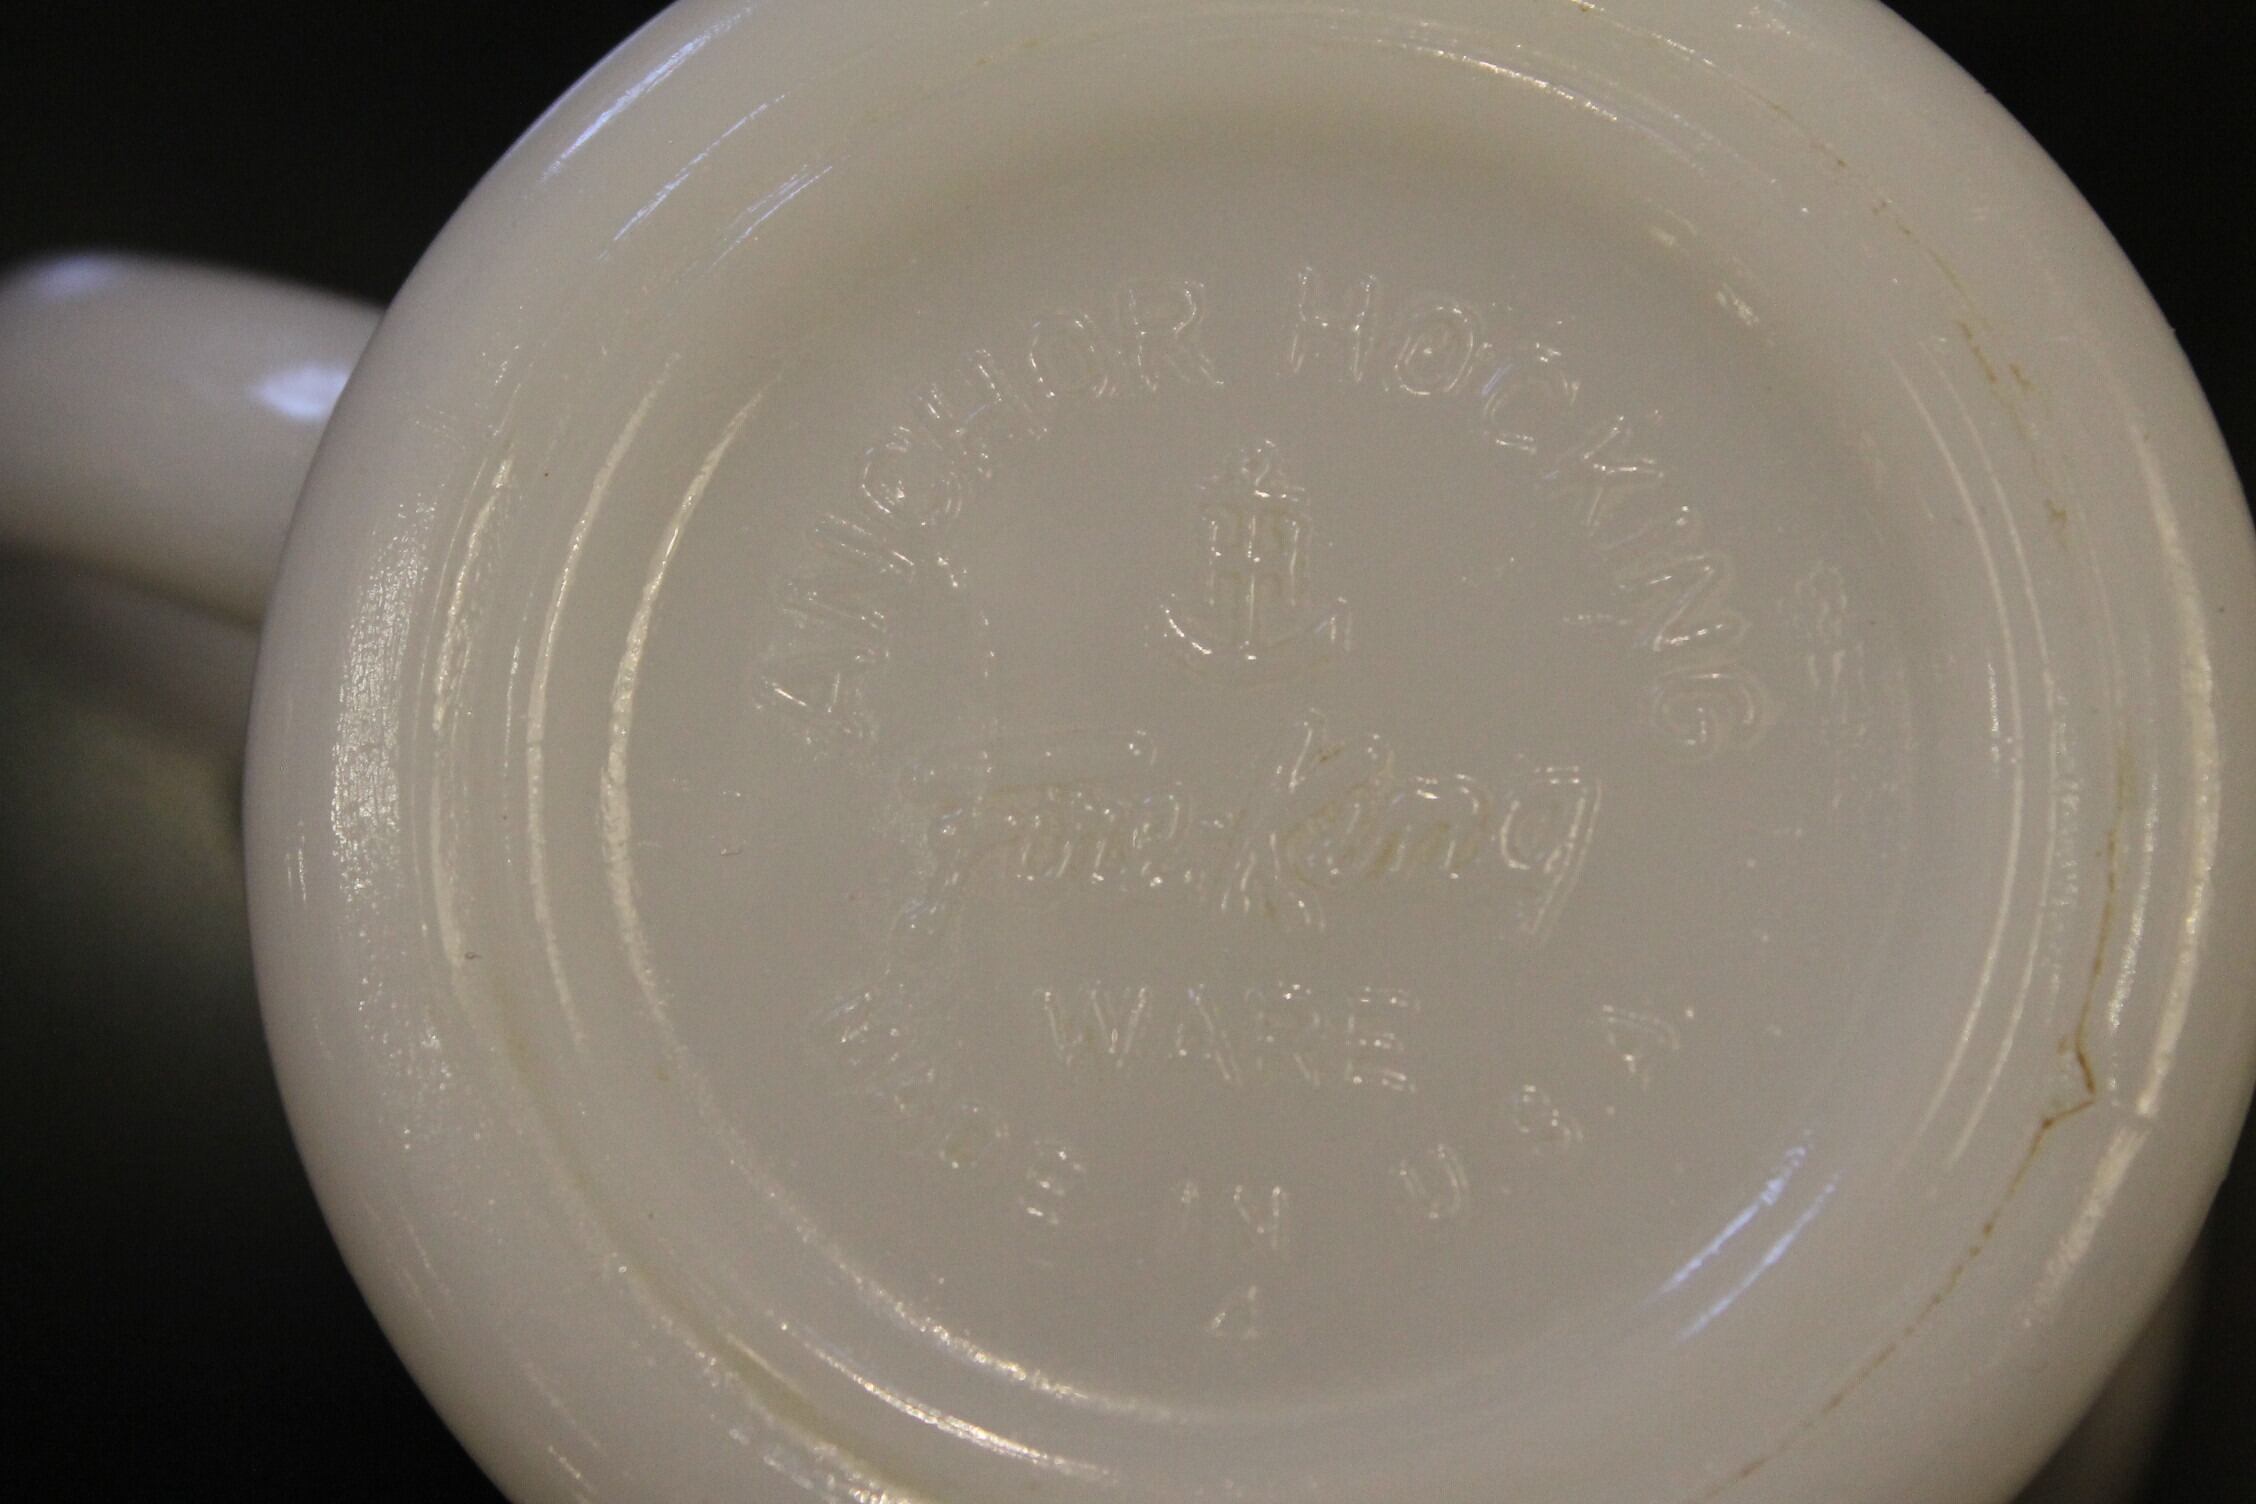 ANCHOR HOCKING
Fire-King
WARE
MADE IN U.S.A.
4